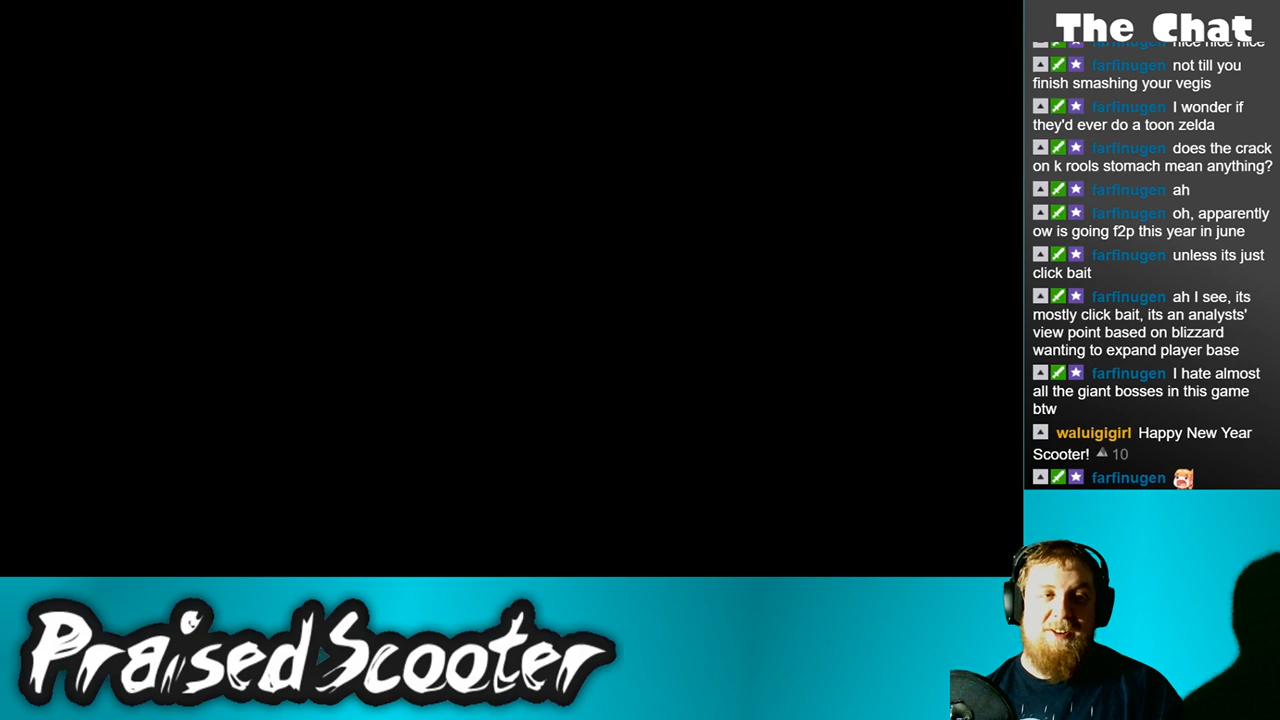 The Chat
farfinugen nice nice nice
farfinugen not till you
finish smashing your vegis
farfinugen I wonder if
they'd ever do a toon zelda
farfinugen does the crack
on k rools stomach mean anything?
farfinugen ah
farfinugen oh, apparently
ow is going f2p this year in june
farfinugen unless its just
click bait
farfinugen ah I see, its
mostly click bait, its an analysts'
view point based on blizzard
wanting to expand player base
farfinugen I hate almost
all the giant bosses in this game
btw
waluigigirl Happy New Year
Scooter! 10
farfinugen
PraisedScooter